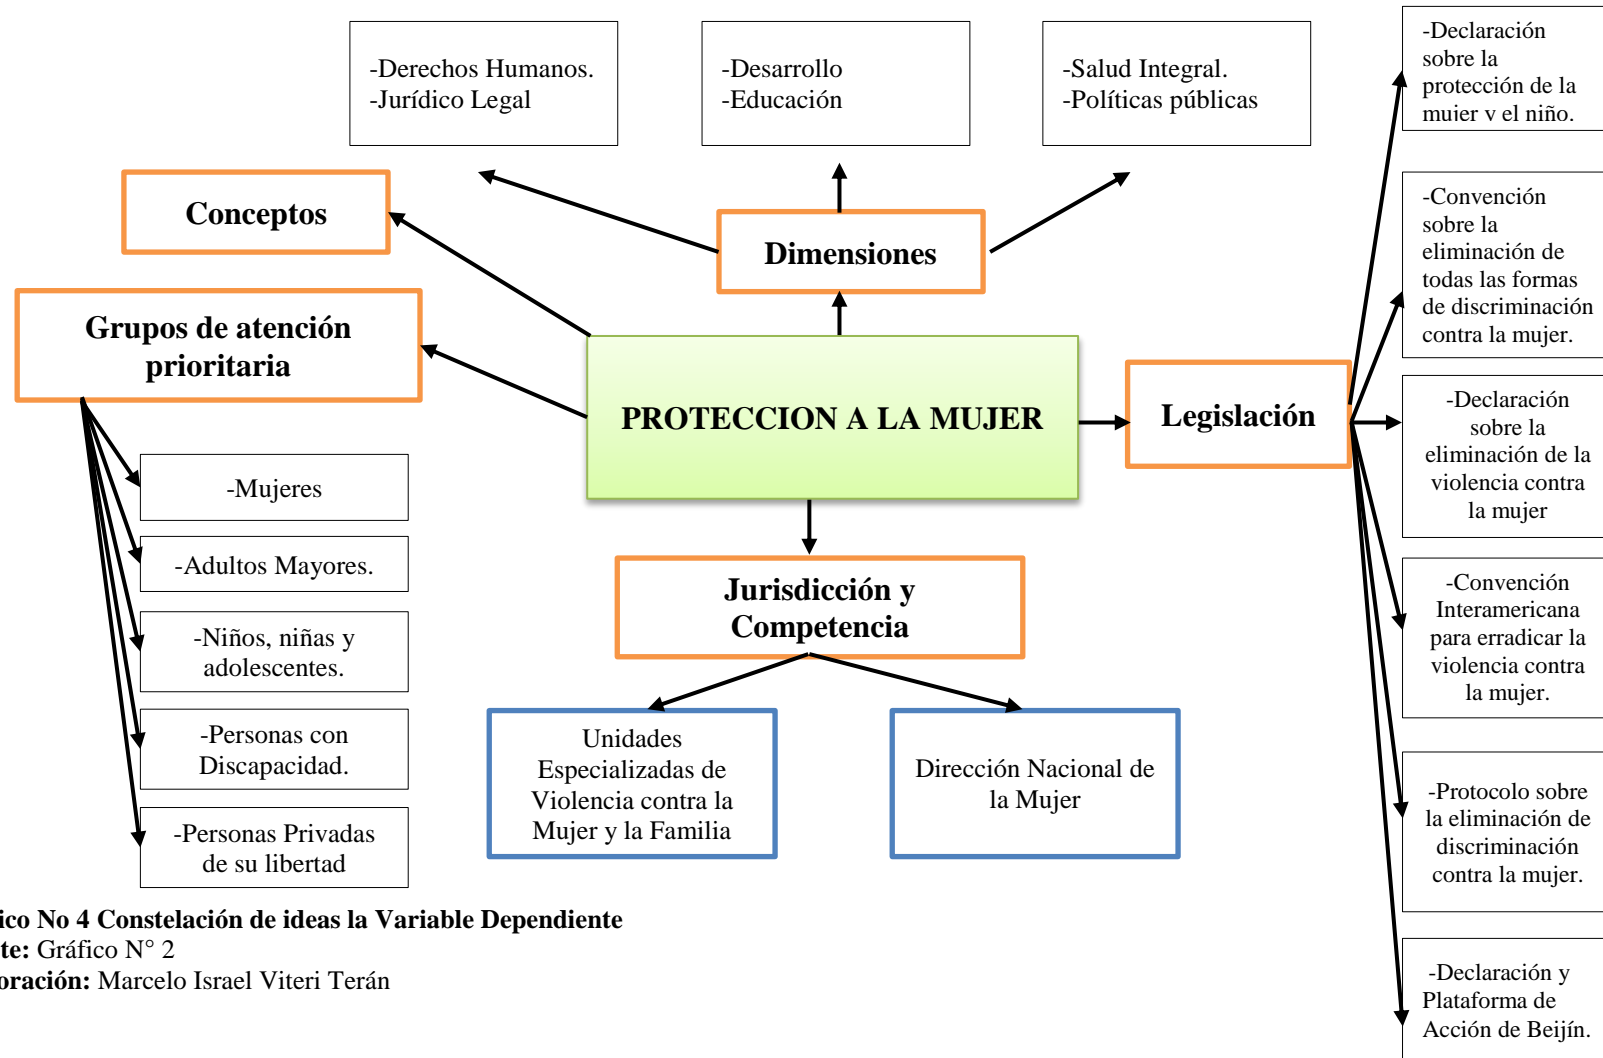 -Derechos Humanos.
-Jurídico Legal
-Desarrollo
-Educación
-Salud Integral.
-Políticas públicas
-Declaración
sobre la
protección de la
mujer y el niño.
Conceptos
Dimensiones
-Convención
sobre la
eliminación de
todas las formas
de discriminación
contra la mujer.
Grupos de atención
prioritaria
PROTECCION A LA MUJER
Legislación
-Declaración
sobre la
eliminación de la
violencia contra
la mujer
-Mujeres
-Adultos Mayores.
-Niños, niñas y
adolescentes.
-Personas con
Discapacidad.
-Personas Privadas
de su libertad
Jurisdicción y
Competencia
Unidades
Especializadas de
Violencia contra la
Mujer y la Familia
Dirección Nacional de
la Mujer
-Convención
Interamericana
para erradicar la
violencia contra
la mujer.
-Protocolo sobre
la eliminación de
discriminación
contra la mujer.
-Declaración y
Plataforma de
Acción de Beijín.
ico No 4 Constelación de ideas la Variable Dependiente
te: Gráfico N° 2
oración: Marcelo Israel Viteri Terán